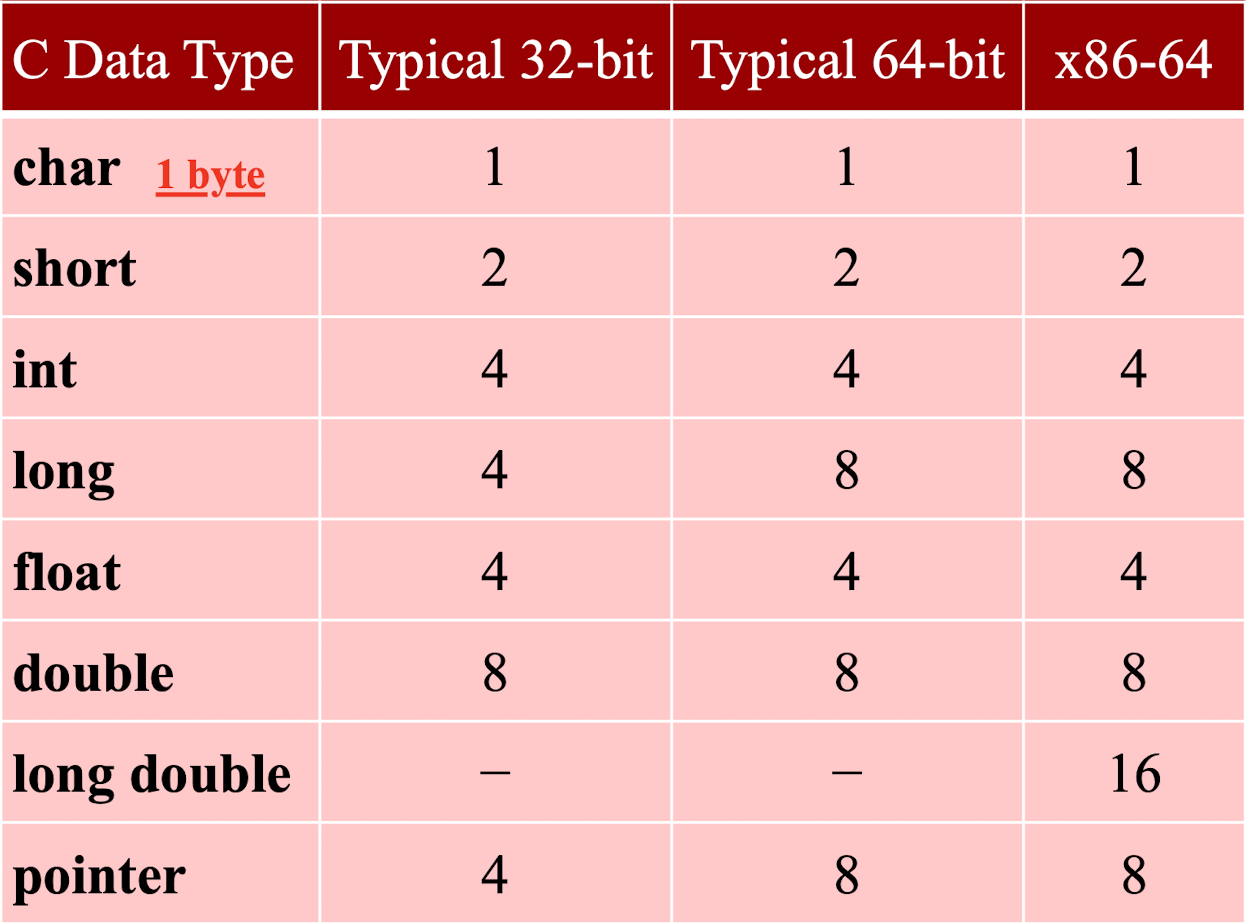 C Data Type Typical 32-bit Typical 64-bit x86-64
char 1 byte 1 1 1
short 2 2 2
int 4 4 4
long 4 8 8
float 4 4 4
double 8 8 8
long double – – 16
pointer 4 8 8